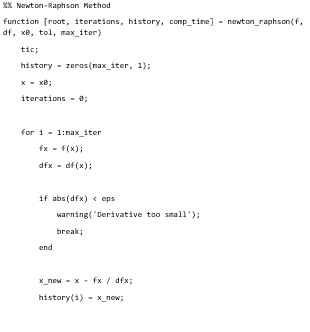 %% Newton-Raphson Method
function [root, iterations, history, comp_time] = newton_raphson(f,
df, x0, tol, max_iter)
    tic;
    history = zeros(max_iter, 1);
    x = x0;
    iterations = 0;

    for i = 1:max_iter
        fx = f(x);
        dfx = df(x);

        if abs(dfx) < eps
            warning('Derivative too small');
            break;
        end

        x_new = x - fx / dfx;
        history(i) = x_new;